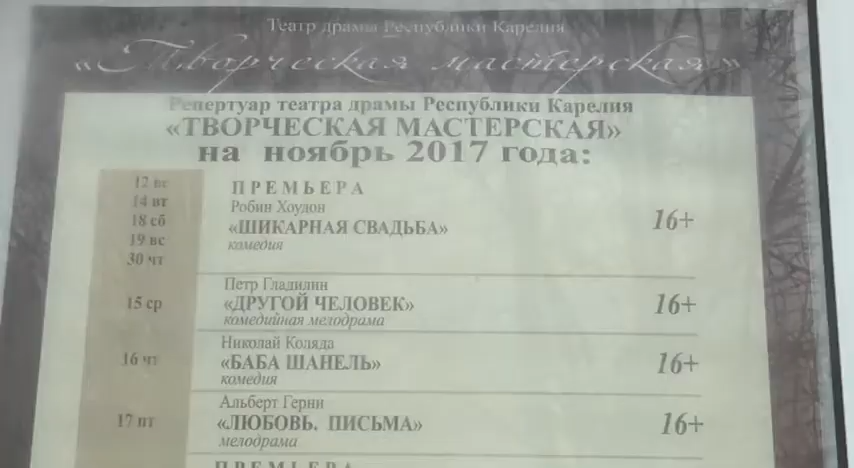 Театр драмы Республики Карелия
«Творческая мастерская»
Репертуар театра драмы Республики Карелия
«ТВОРЧЕСКАЯ МАСТЕРСКАЯ»
на ноябрь 2017 года:
12 вс
14 вт
18 сб
19 вс
30 чт
ПРЕМЬЕРА
Робин Хоудон
«ШИКАРНАЯ СВАДЬБА»
комедия
16+
15 ср
Петр Гладилин
«ДРУГОЙ ЧЕЛОВЕК»
комедийная мелодрама
16+
16 чт
Николай Коляда
«БАБА ШАНЕЛЬ»
комедия
16+
17 пт
Альберт Герни
«ЛЮБОВЬ. ПИСЬМА»
мелодрама
16+
ПРЕМЬЕРА